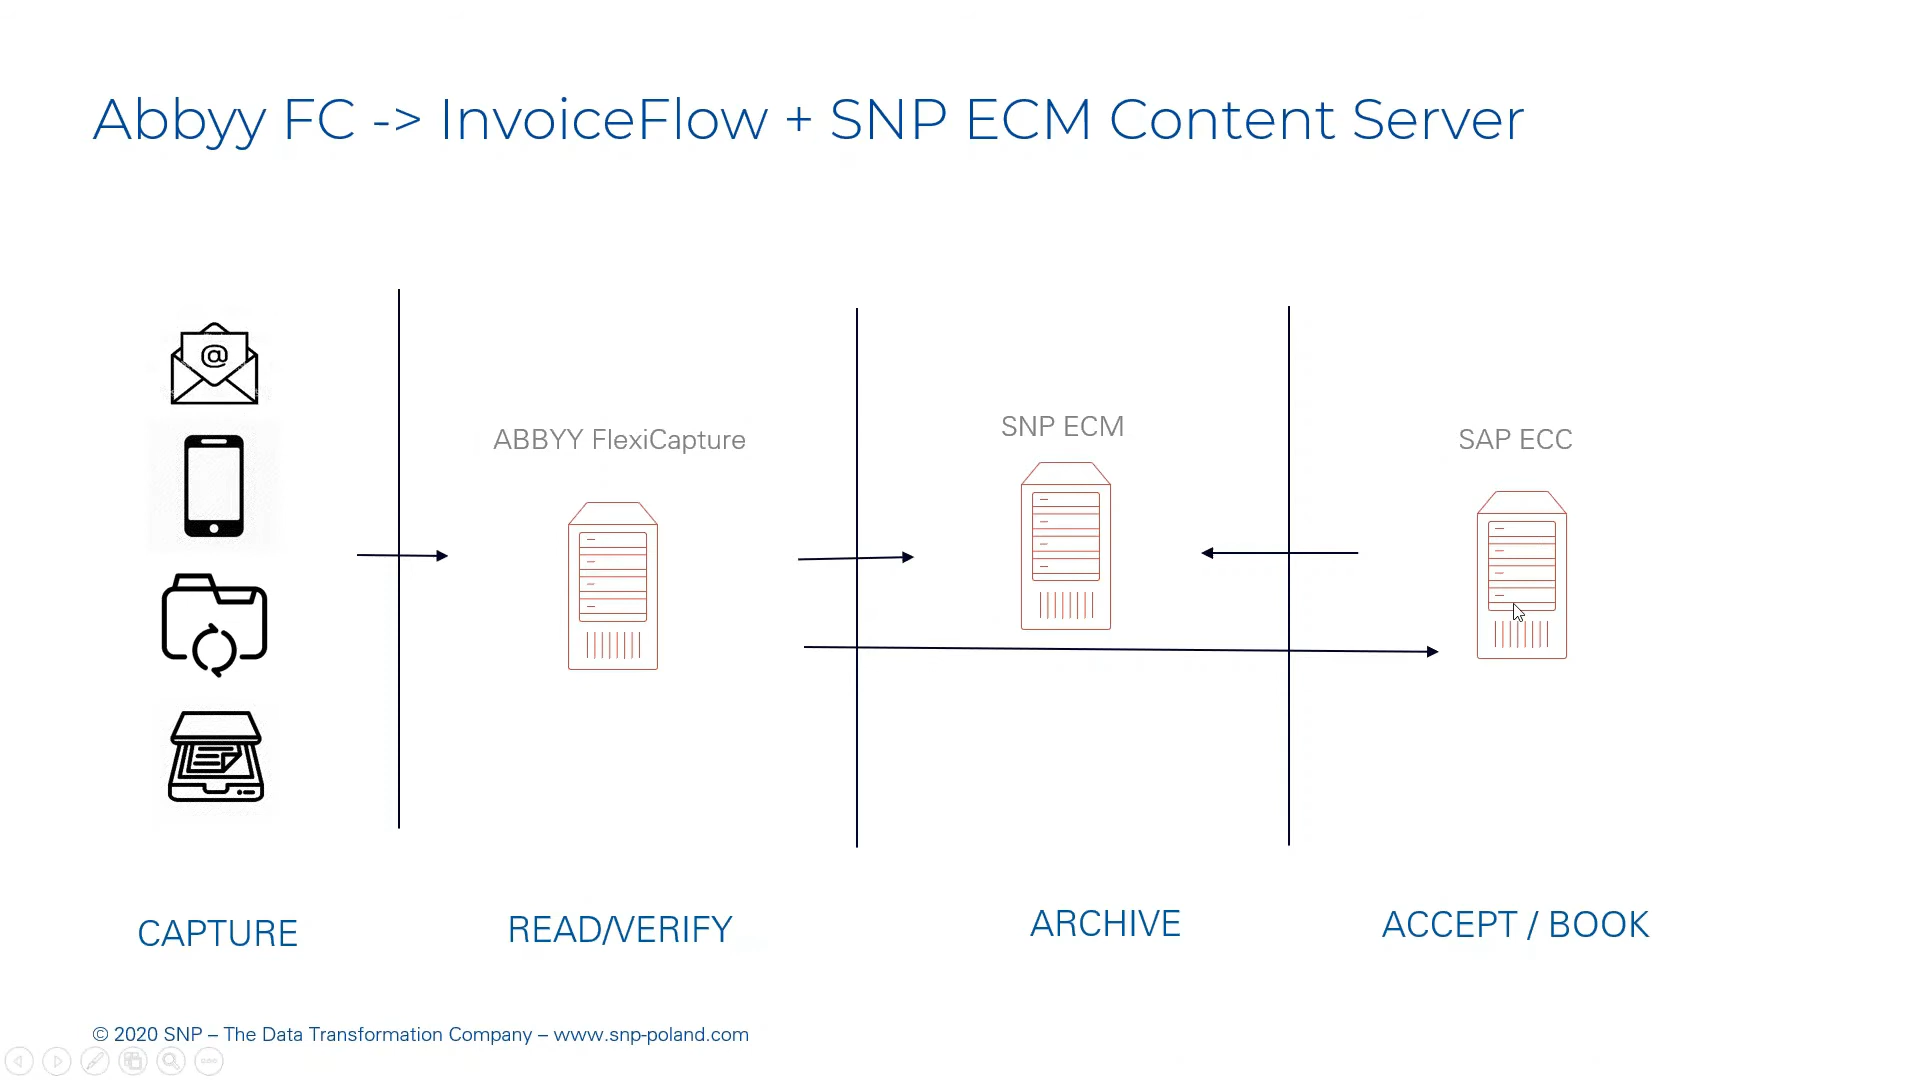 Abbyy FC -> InvoiceFlow + SNP ECM Content Server
@
ABBYY FlexiCapture
SNP ECM
SAP ECC
CAPTURE
READ/VERIFY
ARCHIVE
ACCEPT / BOOK
© 2020 SNP – The Data Transformation Company – www.snp-poland.com